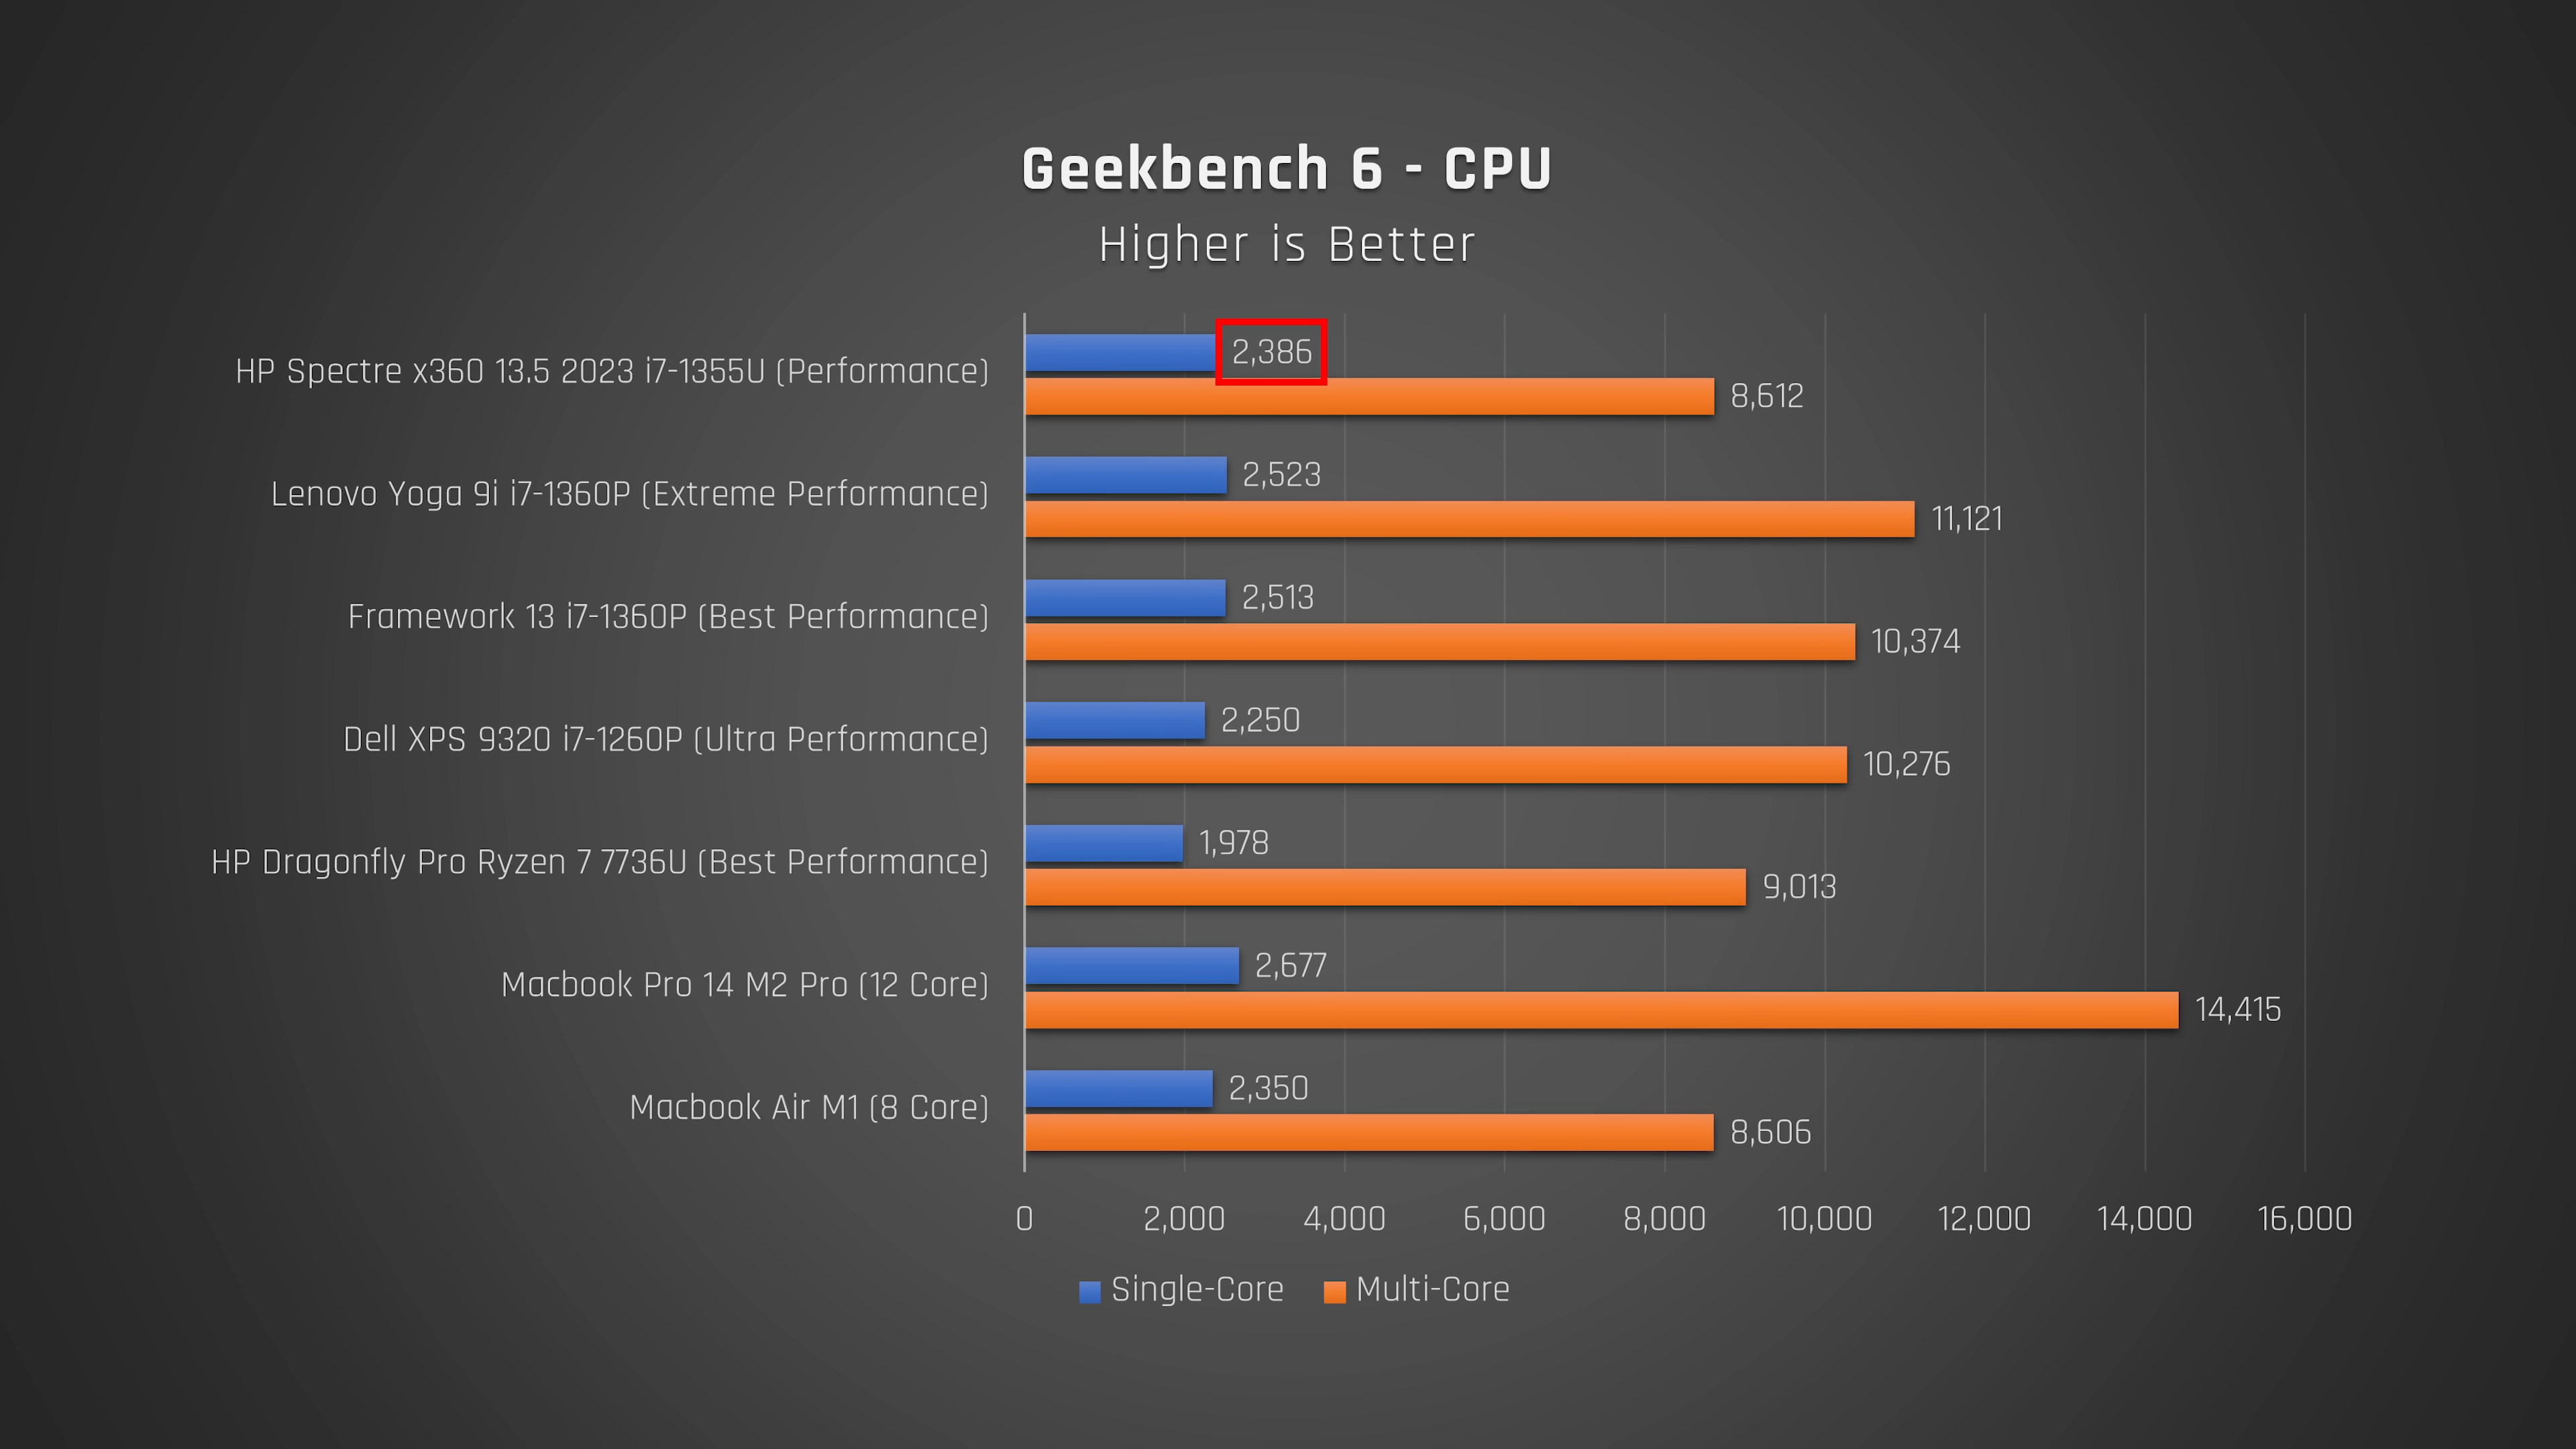 Geekbench 6 - CPU
Higher is Better
HP Spectre x360 13.5 2023 i7-1355U (Performance)
2,386
8,612
Lenovo Yoga 9i i7-1360P (Extreme Performance)
2,523
11,121
Framework 13 i7-1360P (Best Performance)
2,513
10,374
Dell XPS 9320 i7-1260P (Ultra Performance)
2,250
10,276
HP Dragonfly Pro Ryzen 7 7736U (Best Performance)
1,978
9,013
Macbook Pro 14 M2 Pro (12 Core)
2,677
14,415
Macbook Air M1 (8 Core)
2,350
8,606
0 2,000 4,000 6,000 8,000 10,000 12,000 14,000 16,000
Single-Core Multi-Core